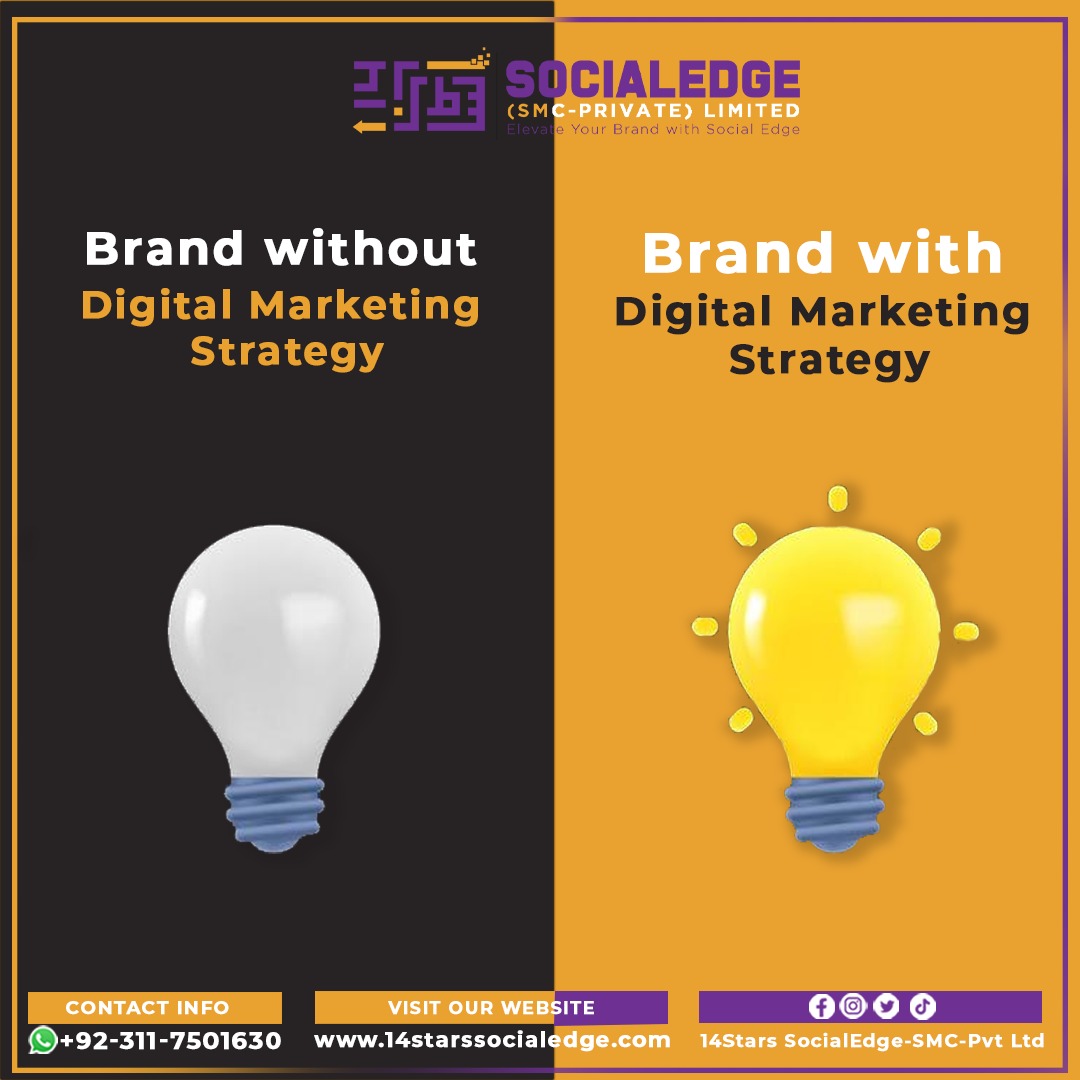 SOCIALEDGE
(SMC-PRIVATE) LIMITED
Elevate Your Brand with Social Edge
Brand without
Digital Marketing
Strategy
Brand with
Digital Marketing
Strategy
CONTACT INFO
+92-311-7501630
VISIT OUR WEBSITE
www.14starssocialedge.com
14Stars SocialEdge-SMC-Pvt Ltd